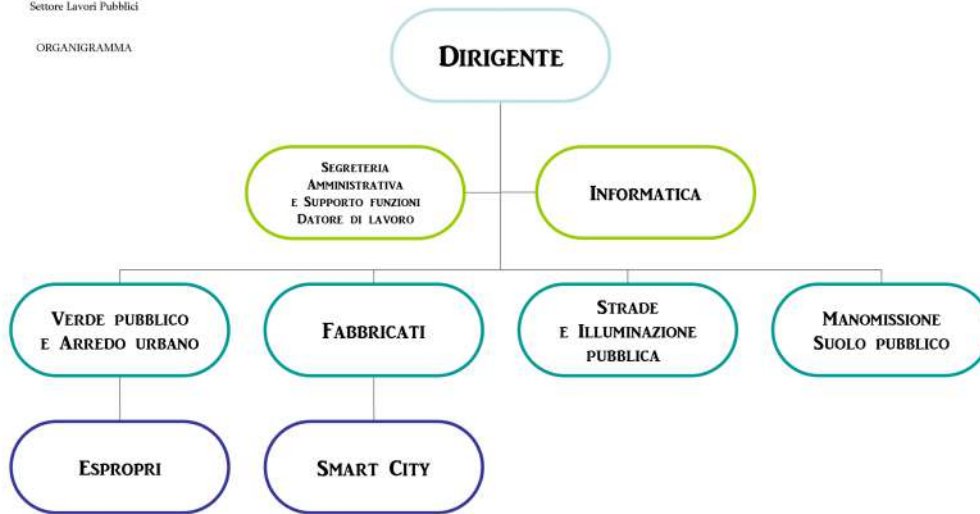 Settore Lavori Pubblici
ORGANIGRAMMA
DIRIGENTE
SEGRETERIA
AMMINISTRATIVA
E SUPPORTO FUNZIONI
DATORE DI LAVORO
INFORMATICA
VERDE PUBBLICO
E ARREDO URBANO
FABBRICATI
STRADE
E ILLUMINAZIONE
PUBBLICA
MANOMISSIONE
SUOLO PUBBLICO
ESPROPRI
SMART CITY